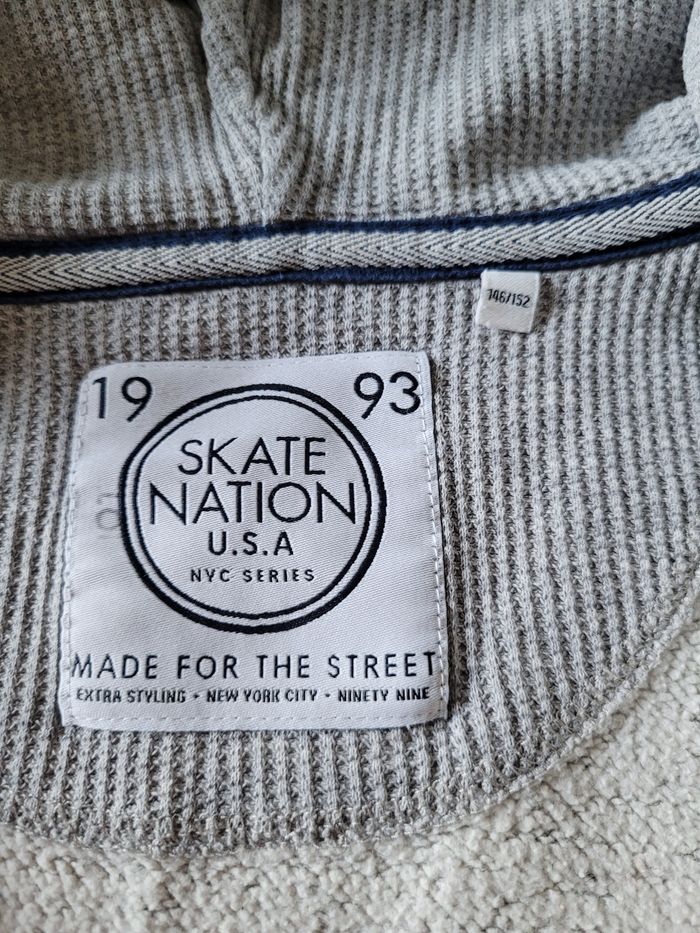 146/152
19 93
SKATE
NATION
U.S.A
NYC SERIES
MADE FOR THE STREET
EXTRA STYLING - NEW YORK CITY - NINETY NINE